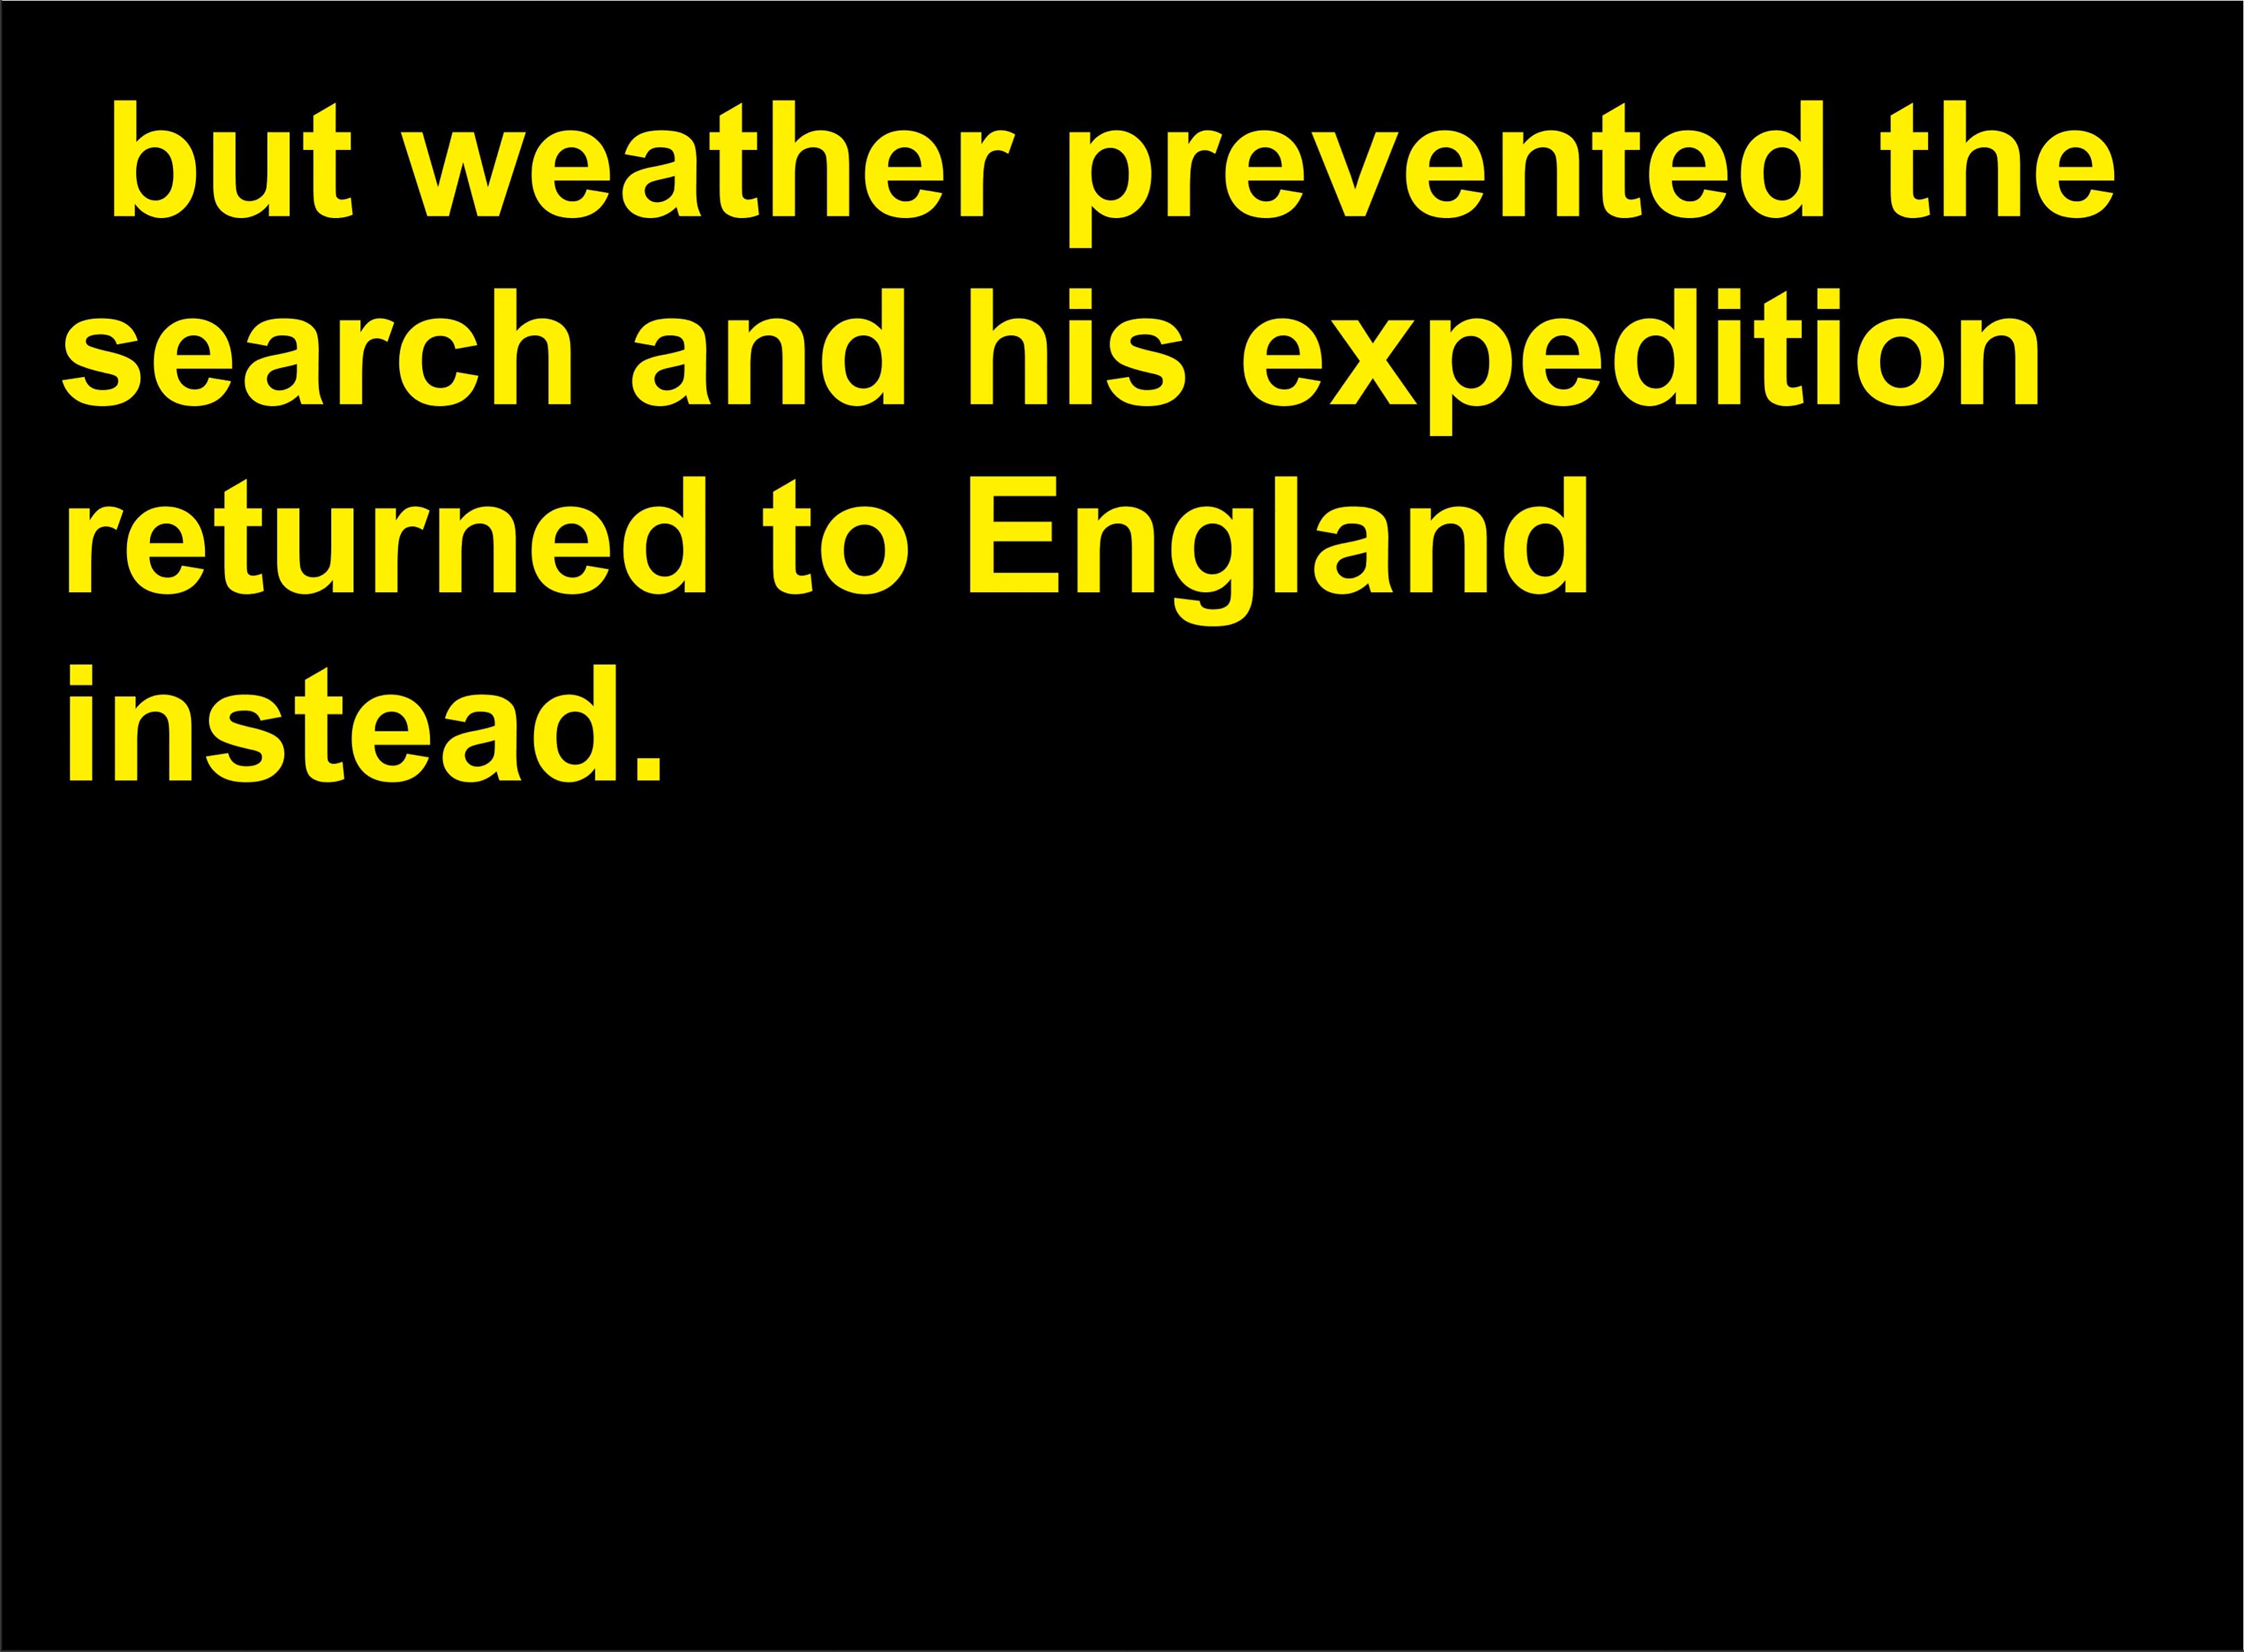 but weather prevented the
search and his expedition
returned to England
instead.